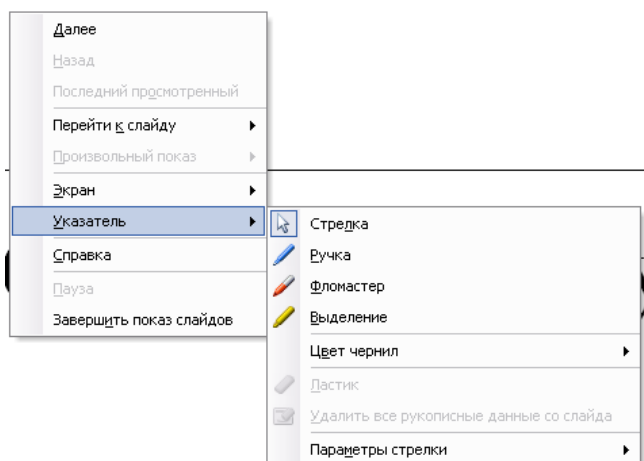 Далее
Назад
Последний просмотренный
Перейти к слайду
Произвольный показ
Экран
Указатель
Справка
Пауза
Завершить показ слайдов
Стрелка
Ручка
Фломастер
Выделение
Цвет чернил
Ластик
Удалить все рукописные данные со слайда
Параметры стрелки